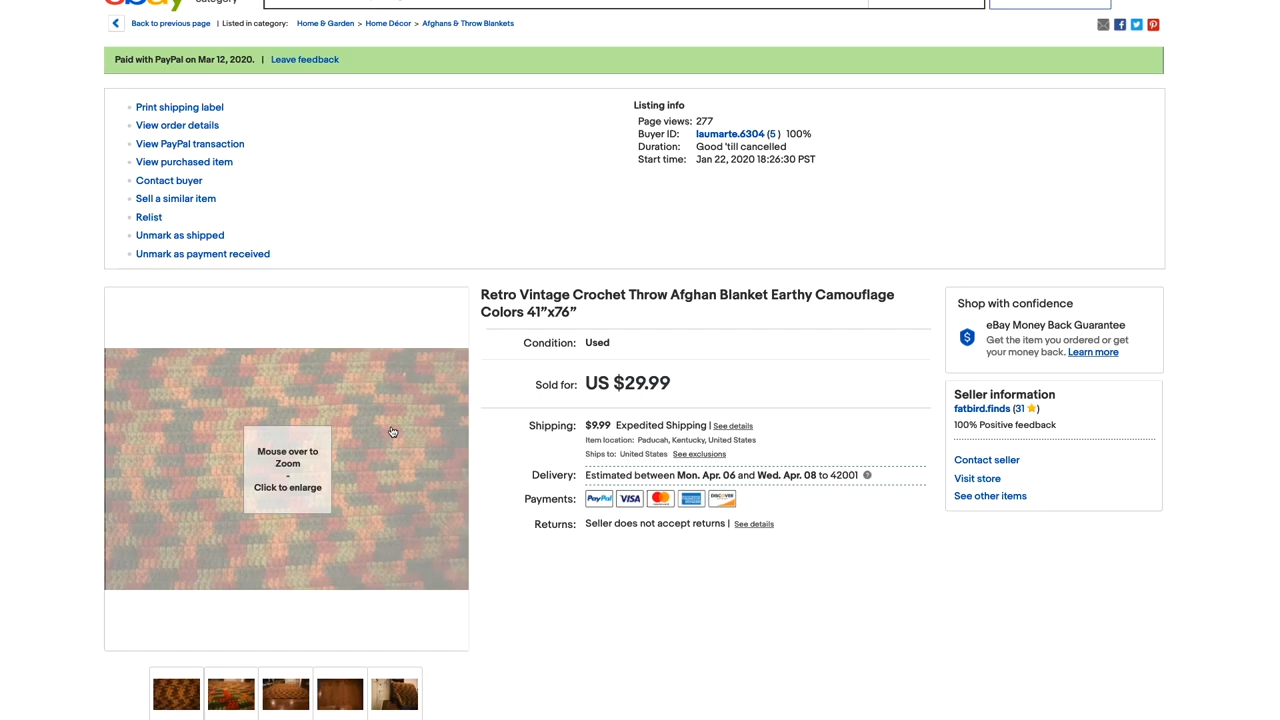 ebay
category
Back to previous page | Listed in category: Home & Garden > Home Décor > Afghans & Throw Blankets
Paid with PayPal on Mar 12, 2020. | Leave feedback
Print shipping label
View order details
View PayPal transaction
View purchased item
Contact buyer
Sell a similar item
Relist
Unmark as shipped
Unmark as payment received
Listing info
Page views: 277
Buyer ID: laumarte.6304 (5 ) 100%
Duration: Good 'till cancelled
Start time: Jan 22, 2020 18:26:30 PST
Mouse over to
Zoom
-
Click to enlarge
Retro Vintage Crochet Throw Afghan Blanket Earthy Camouflage
Colors 41”x76”
Condition: Used
Sold for: US $29.99
Shipping: $9.99 Expedited Shipping | See details
Item location: Paducah, Kentucky, United States
Ships to: United States See exclusions
Delivery: Estimated between Mon. Apr. 06 and Wed. Apr. 08 to 42001 ?
Payments: PayPal VISA MasterCard AMERICAN EXPRESS DISCOVER
Returns: Seller does not accept returns | See details
Shop with confidence
eBay Money Back Guarantee
Get the item you ordered or get
your money back. Learn more
Seller information
fatbird.finds (31 )
100% Positive feedback
Contact seller
Visit store
See other items